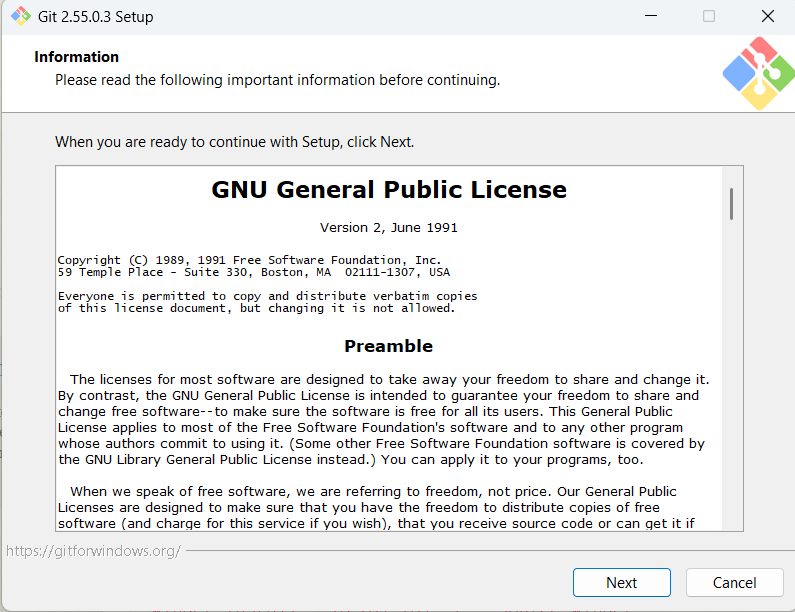 Git 2.55.0.3 Setup
Information
Please read the following important information before continuing.
When you are ready to continue with Setup, click Next.
GNU General Public License
Version 2, June 1991
Copyright (C) 1989, 1991 Free Software Foundation, Inc.
59 Temple Place - Suite 330, Boston, MA  02111-1307, USA
Everyone is permitted to copy and distribute verbatim copies
of this license document, but changing it is not allowed.
Preamble
The licenses for most software are designed to take away your freedom to share and change it.
By contrast, the GNU General Public License is intended to guarantee your freedom to share and
change free software--to make sure the software is free for all its users. This General Public
License applies to most of the Free Software Foundation's software and to any other program
whose authors commit to using it. (Some other Free Software Foundation software is covered by
the GNU Library General Public License instead.) You can apply it to your programs, too.
When we speak of free software, we are referring to freedom, not price. Our General Public
Licenses are designed to make sure that you have the freedom to distribute copies of free
software (and charge for this service if you wish), that you receive source code or can get it if
https://gitforwindows.org/
Next
Cancel